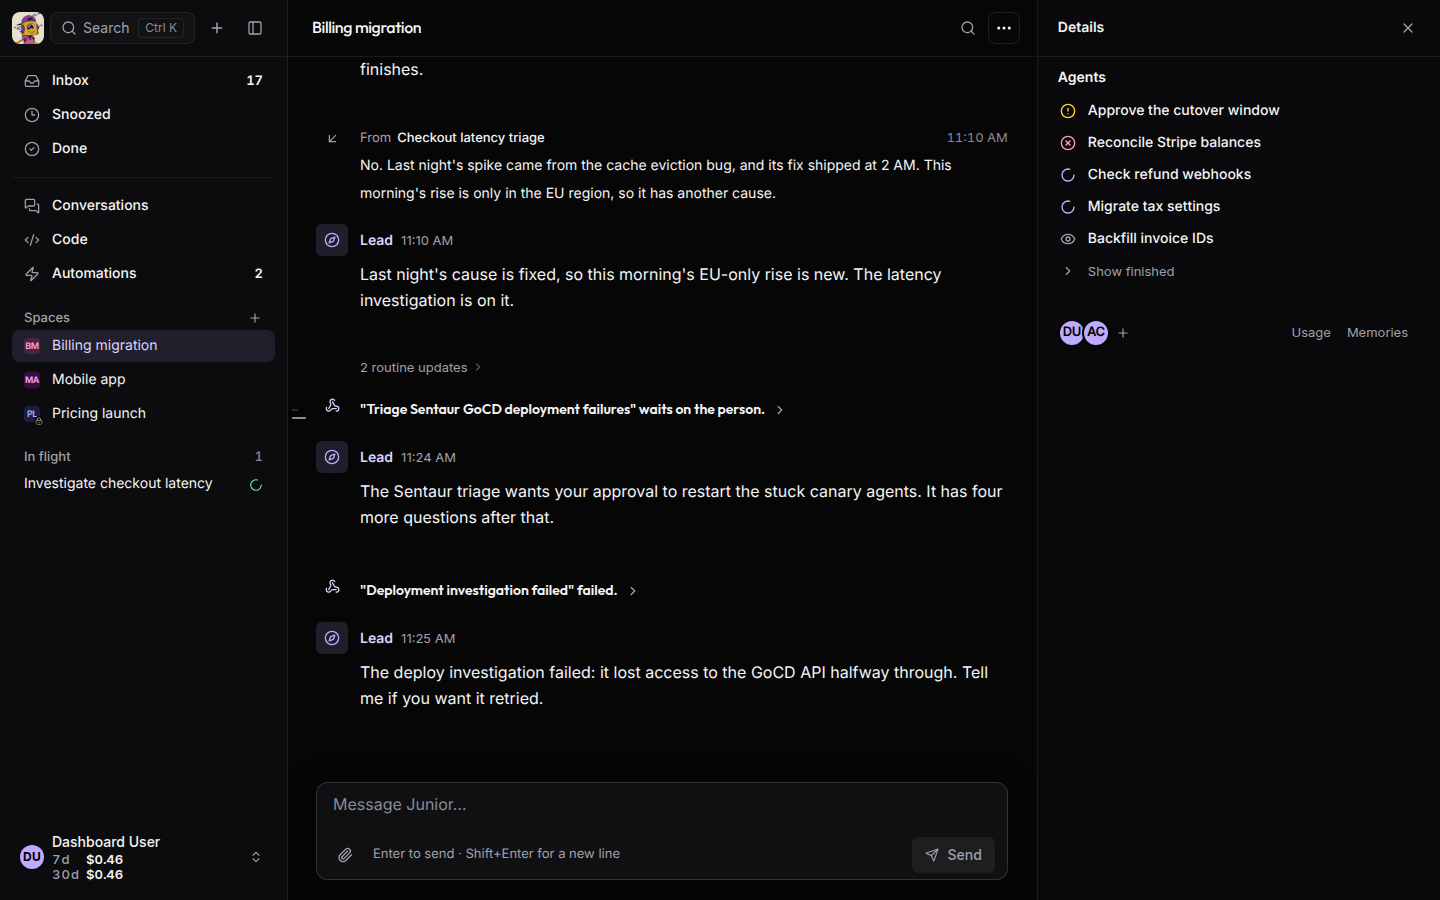 Search Ctrl K
Inbox 17
Snoozed
Done
Conversations
Code
Automations 2
Spaces
BM Billing migration
MA Mobile app
PL Pricing launch
In flight 1
Investigate checkout latency
DU Dashboard User
7d $0.46
30d $0.46
Billing migration
finishes.
From Checkout latency triage 11:10 AM
No. Last night's spike came from the cache eviction bug, and its fix shipped at 2 AM. This
morning's rise is only in the EU region, so it has another cause.
Lead 11:10 AM
Last night's cause is fixed, so this morning's EU-only rise is new. The latency
investigation is on it.
2 routine updates
"Triage Sentaur GoCD deployment failures" waits on the person.
Lead 11:24 AM
The Sentaur triage wants your approval to restart the stuck canary agents. It has four
more questions after that.
"Deployment investigation failed" failed.
Lead 11:25 AM
The deploy investigation failed: it lost access to the GoCD API halfway through. Tell
me if you want it retried.
Message Junior...
Enter to send · Shift+Enter for a new line
Send
Details
Agents
Approve the cutover window
Reconcile Stripe balances
Check refund webhooks
Migrate tax settings
Backfill invoice IDs
Show finished
DU AC Usage Memories